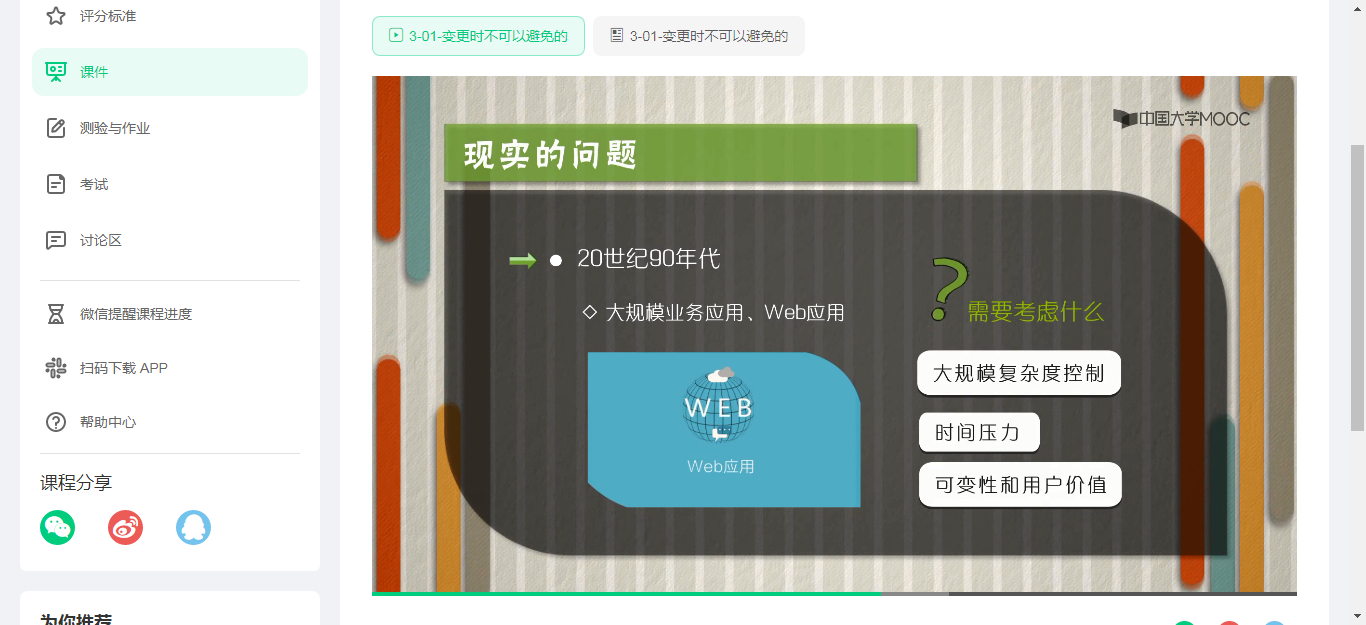 评分标准
课件
测验与作业
考试
讨论区
微信提醒课程进度
扫码下载 APP
帮助中心
课程分享
为你推荐
3-01-变更时不可以避免的
3-01-变更时不可以避免的
中国大学MOOC
现实的问题
20世纪90年代
大规模业务应用、Web应用
WEB
Web应用
? 需要考虑什么
大规模复杂度控制
时间压力
可变性和用户价值